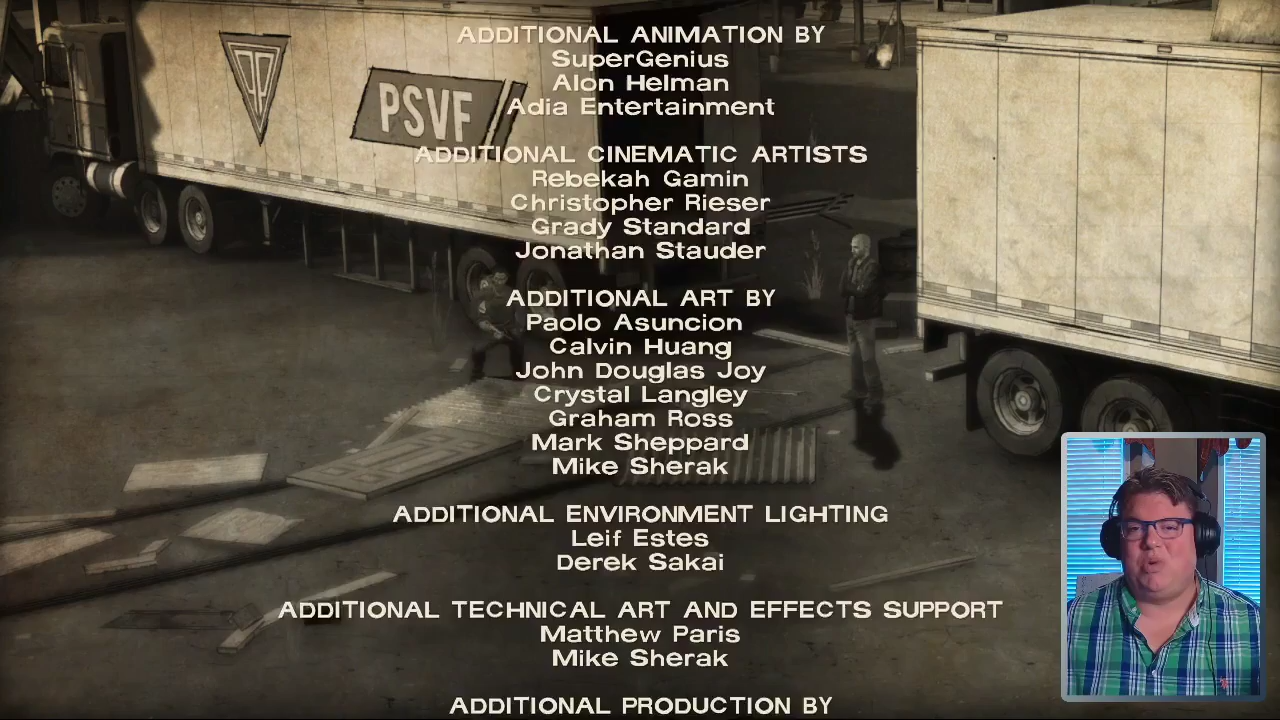 ADDITIONAL ANIMATION BY
SuperGenius
Alon Helman
Adia Entertainment
PSVF
ADDITIONAL CINEMATIC ARTISTS
Rebekah Gamin
Christopher Rieser
Grady Standard
Jonathan Stauder
ADDITIONAL ART BY
Paolo Asuncion
Calvin Huang
John Douglas Joy
Crystal Langley
Graham Ross
Mark Sheppard
Mike Sherak
ADDITIONAL ENVIRONMENT LIGHTING
Leif Estes
Derek Sakai
ADDITIONAL TECHNICAL ART AND EFFECTS SUPPORT
Matthew Paris
Mike Sherak
ADDITIONAL PRODUCTION BY